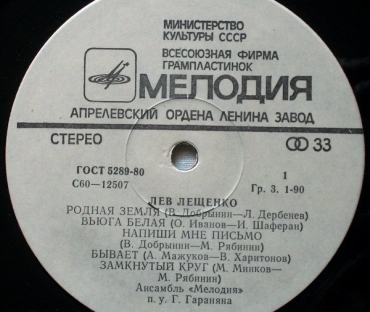 МИНИСТЕРСТВО
КУЛЬТУРЫ СССР
ВСЕСОЮЗНАЯ ФИРМА
ГРАМПЛАСТИНОК
МЕЛОДИЯ
АПРЕЛЕВСКИЙ ОРДЕНА ЛЕНИНА ЗАВОД
СТЕРЕО 33
ГОСТ 5289-80 1
С60—12507 Гр. 3. 1-90
ЛЕВ ЛЕЩЕНКО
РОДНАЯ ЗЕМЛЯ (В. Добрынин—Л. Дербенев)
ВЬЮГА БЕЛАЯ (О. Иванов—И. Шаферан)
НАПИШИ МНЕ ПИСЬМО
(В. Добрынин—М. Рябинин)
БЫВАЕТ (А. Мажуков—В. Харитонов)
ЗАМКНУТЫЙ КРУГ (М. Минков—
М. Рябинин)
Ансамбль «Мелодия»
п. у. Г. Гараняна